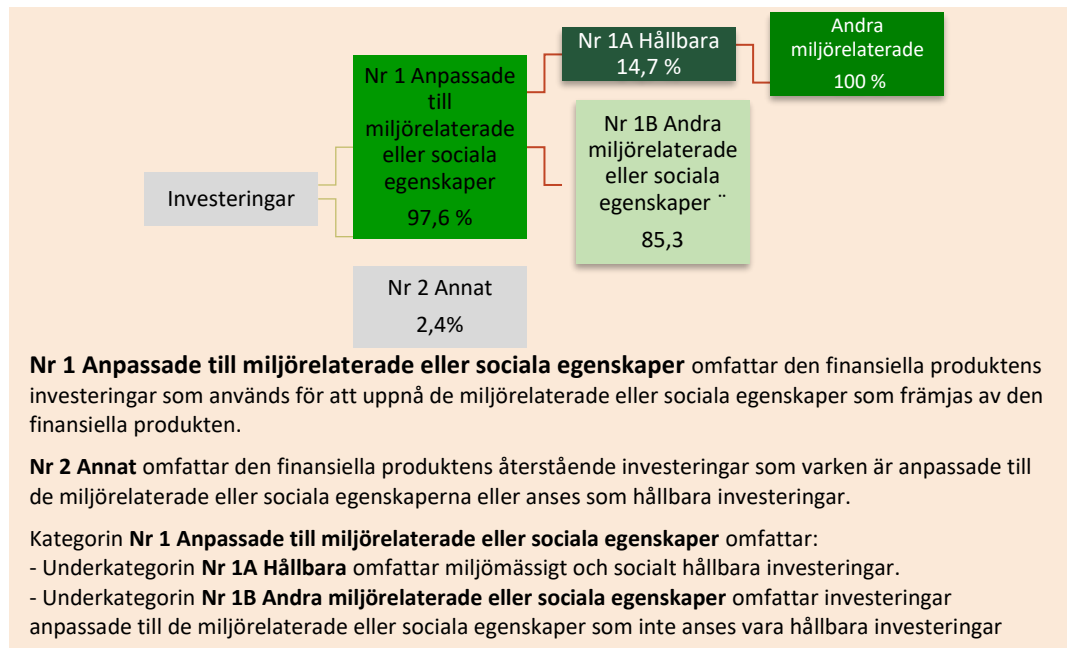 Investeringar
Nr 1 Anpassade
till
miljörelaterade
eller sociala
egenskaper
97,6 %
Nr 2 Annat
2,4%
Nr 1A Hållbara
14,7 %
Nr 1B Andra
miljörelaterade
eller sociala
egenskaper ¨
85,3
Andra
miljörelaterade
100 %
Nr 1 Anpassade till miljörelaterade eller sociala egenskaper omfattar den finansiella produktens
investeringar som används för att uppnå de miljörelaterade eller sociala egenskaper som främjas av den
finansiella produkten.
Nr 2 Annat omfattar den finansiella produktens återstående investeringar som varken är anpassade till
de miljörelaterade eller sociala egenskaperna eller anses som hållbara investeringar.
Kategorin Nr 1 Anpassade till miljörelaterade eller sociala egenskaper omfattar:
- Underkategorin Nr 1A Hållbara omfattar miljömässigt och socialt hållbara investeringar.
- Underkategorin Nr 1B Andra miljörelaterade eller sociala egenskaper omfattar investeringar
anpassade till de miljörelaterade eller sociala egenskaper som inte anses vara hållbara investeringar